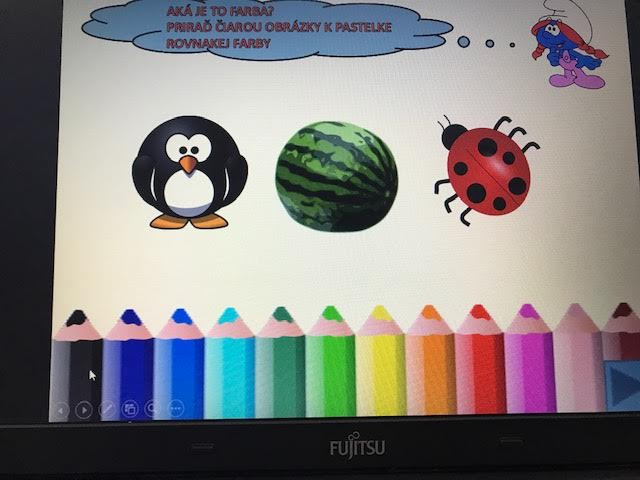 AKÁ JE TO FARBA?
PRIRAĎ ČIAROU OBRÁZKY K PASTELKE
ROVNAKEJ FARBY
FUJITSU